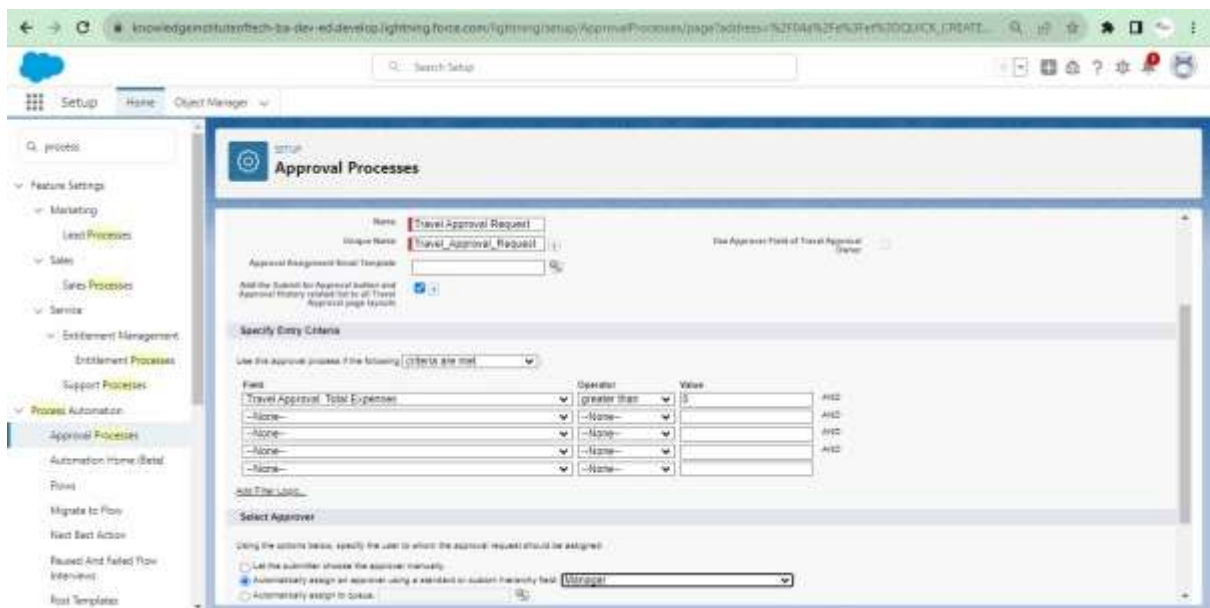 knowledgeinstituteoftech-ba-dev-ed.develop.lightning.force.com/lightning/setup/ApprovalProcesses/page?address=
Search Setup
Setup
Home
Object Manager
process
Feature Settings
Marketing
Lead Processes
Sales
Sales Processes
Service
Entitlement Management
Entitlement Processes
Support Processes
Process Automation
Approval Processes
Automation Home (Beta)
Flows
Migrate to Flow
Next Best Action
Paused And Failed Flow
Interviews
Post Templates
SETUP
Approval Processes
Name Travel Approval Request
Unique Name Travel_Approval_Request
Use Approver Field of Travel Approval
Owner
Approval Assignment Email Template
Add the Submit for Approval button and
Approval History related list to all Travel
Approval page layouts
Specify Entry Criteria
Use this approval process if the following criteria are met
Field Operator Value
Travel Approval: Total Expenses greater than 0 AND
--None-- --None-- AND
--None-- --None-- AND
--None-- --None-- AND
--None-- --None--
Add Filter Logic...
Select Approver
Using the options below, specify the user to whom the approval request should be assigned.
Let the submitter choose the approver manually.
Automatically assign an approver using a standard or custom hierarchy field. Manager
Automatically assign to queue.